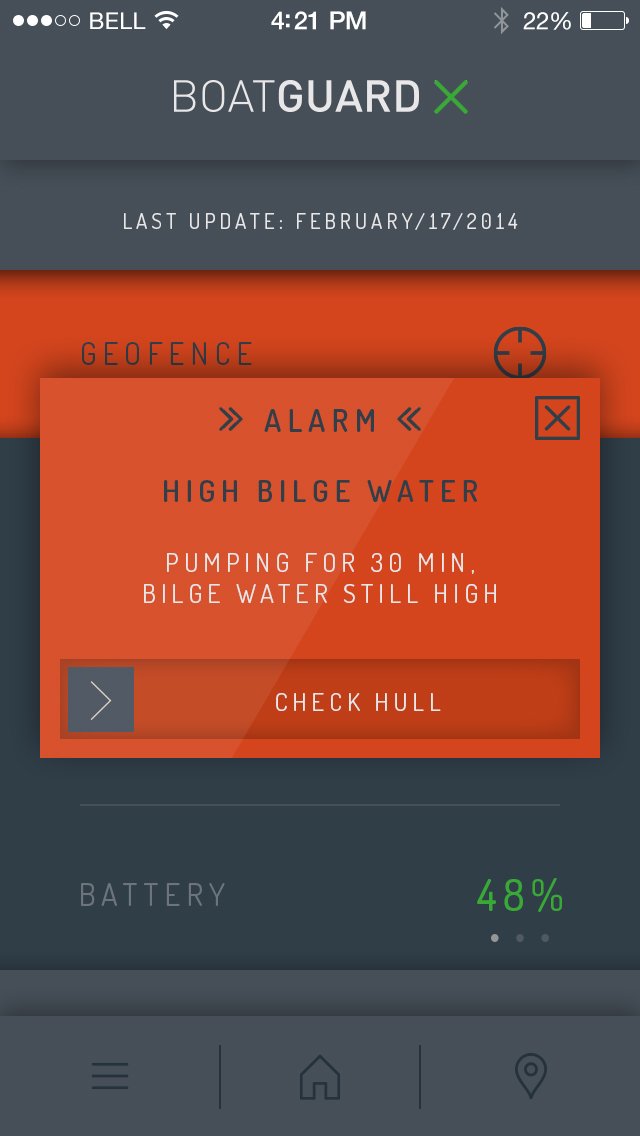 BELL 4:21 PM 22%
BOATGUARD
LAST UPDATE: FEBRUARY/17/2014
GEOFENCE
ALARM
HIGH BILGE WATER
PUMPING FOR 30 MIN,
BILGE WATER STILL HIGH
CHECK HULL
BATTERY 48%